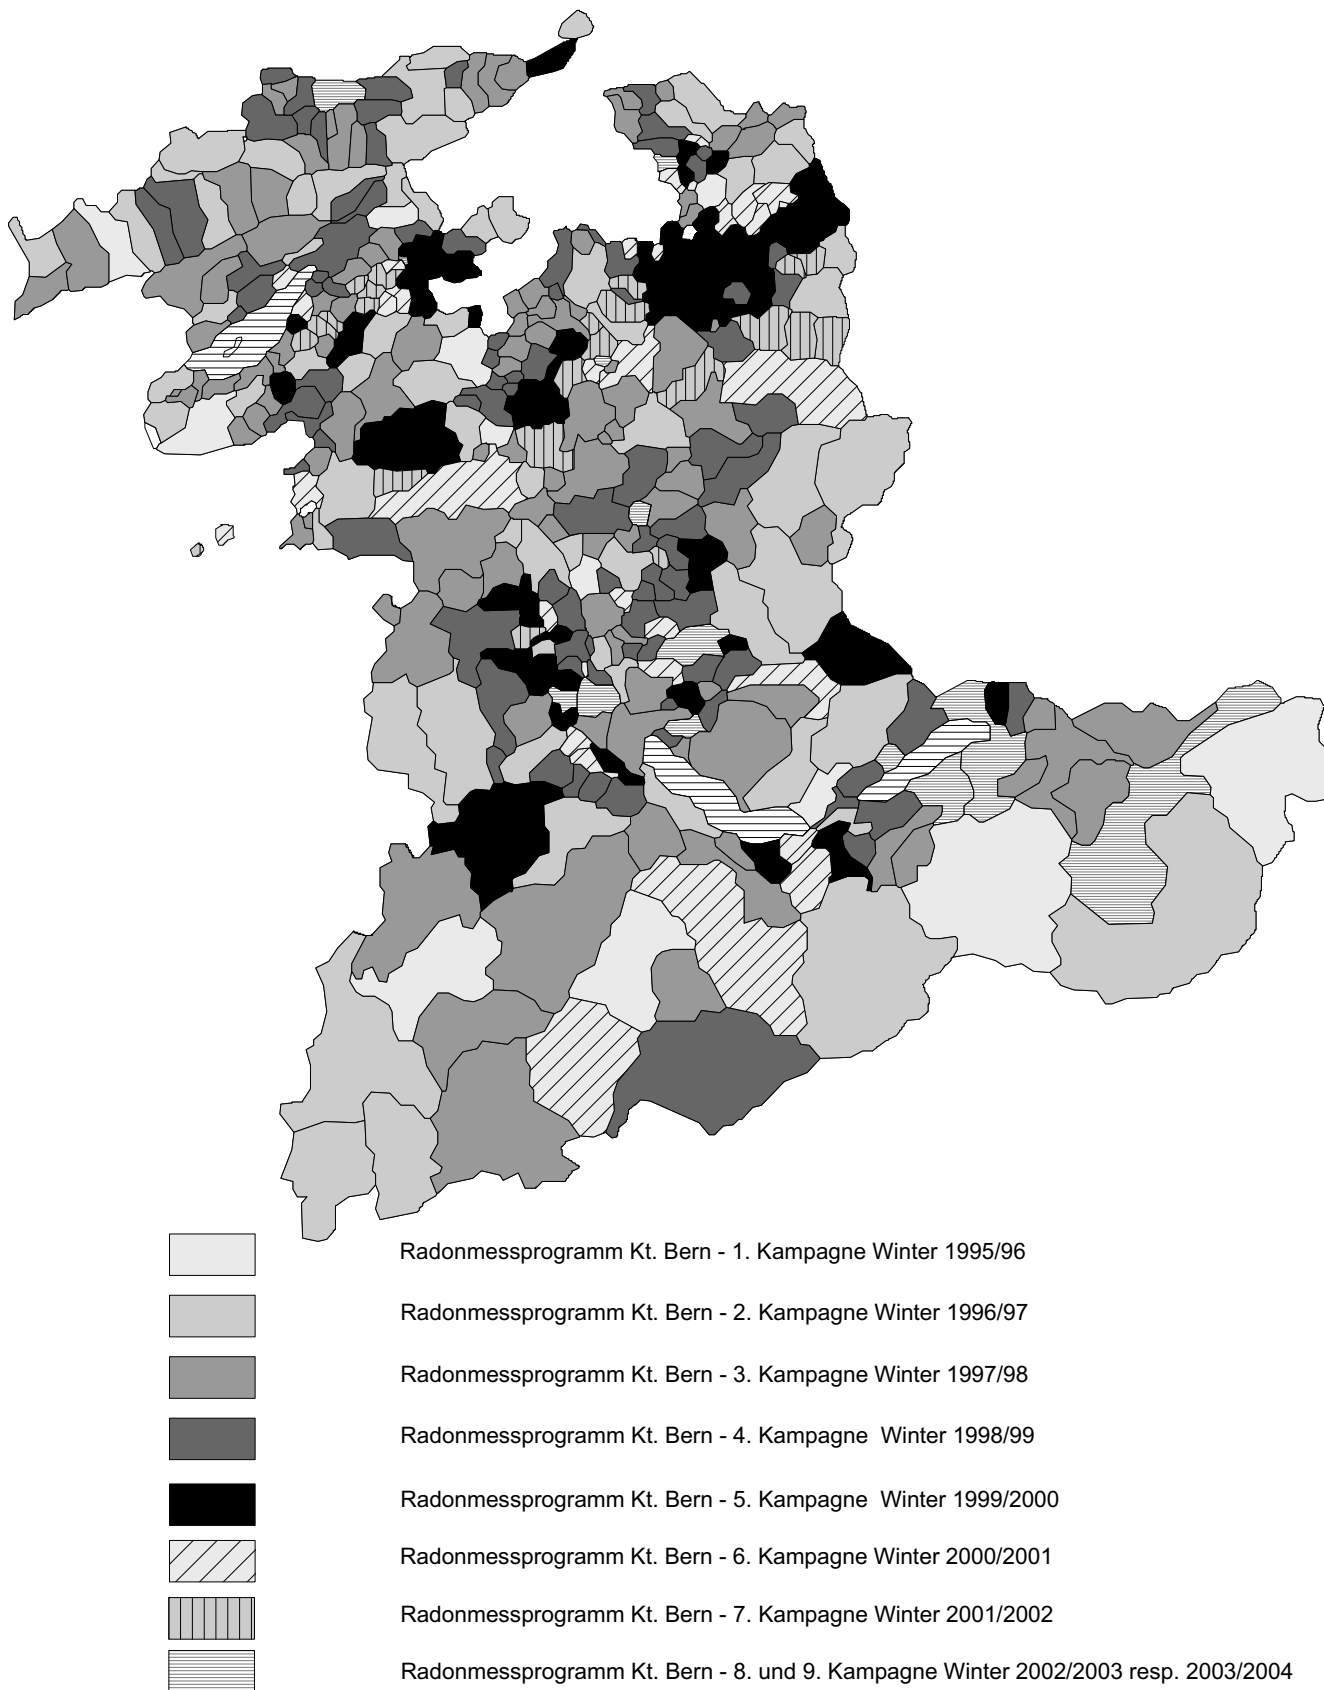 Radonmessprogramm Kt. Bern - 1. Kampagne Winter 1995/96
Radonmessprogramm Kt. Bern - 2. Kampagne Winter 1996/97
Radonmessprogramm Kt. Bern - 3. Kampagne Winter 1997/98
Radonmessprogramm Kt. Bern - 4. Kampagne  Winter 1998/99
Radonmessprogramm Kt. Bern - 5. Kampagne  Winter 1999/2000
Radonmessprogramm Kt. Bern - 6. Kampagne Winter 2000/2001
Radonmessprogramm Kt. Bern - 7. Kampagne Winter 2001/2002
Radonmessprogramm Kt. Bern - 8. und 9. Kampagne Winter 2002/2003 resp. 2003/2004